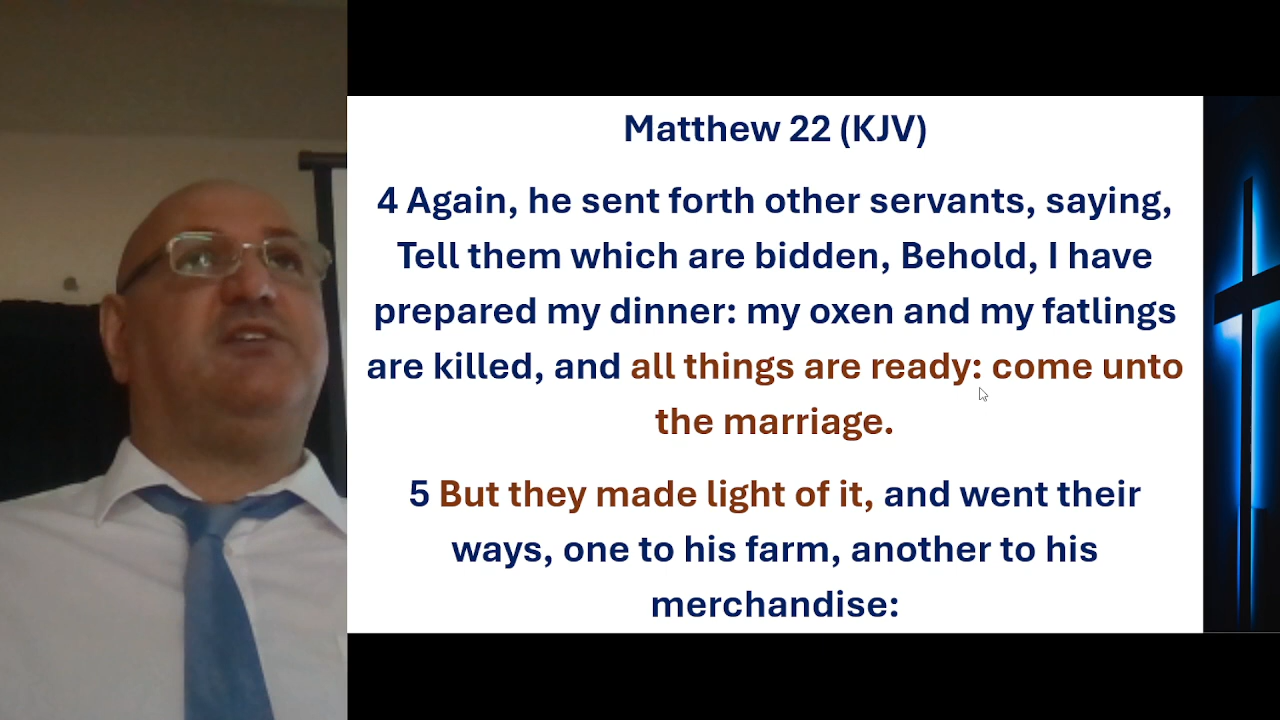 Matthew 22 (KJV)
4 Again, he sent forth other servants, saying,
Tell them which are bidden, Behold, I have
prepared my dinner: my oxen and my fatlings
are killed, and all things are ready: come unto
the marriage.
5 But they made light of it, and went their
ways, one to his farm, another to his
merchandise: